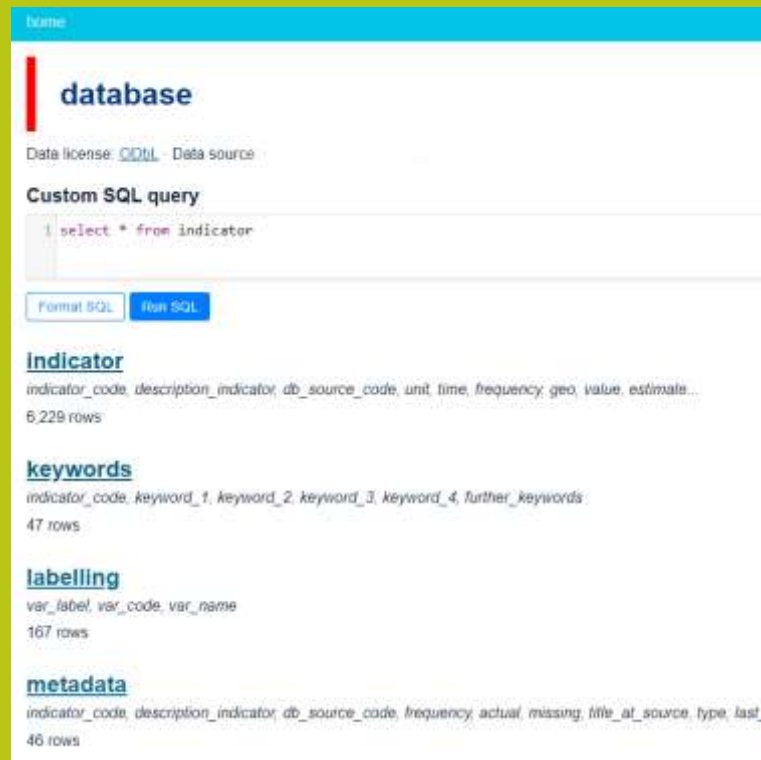 home
database
Data license: ODbL · Data source ·
Custom SQL query
1 select * from indicator
Format SQL Run SQL
indicator
indicator_code, description_indicator, db_source_code, unit, time, frequency, geo, value, estimate...
6,229 rows
keywords
indicator_code, keyword_1, keyword_2, keyword_3, keyword_4, further_keywords
47 rows
labelling
var_label, var_code, var_name
167 rows
metadata
indicator_code, description_indicator, db_source_code, frequency, actual, missing, title_at_source, type, last_
46 rows